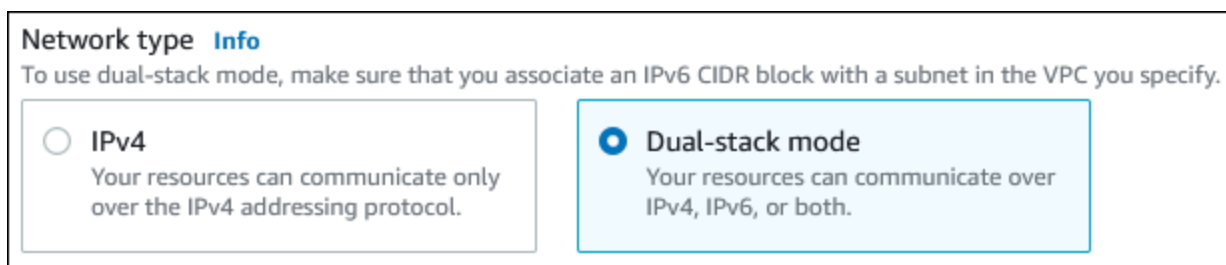 Network type Info
To use dual-stack mode, make sure that you associate an IPv6 CIDR block with a subnet in the VPC you specify.
IPv4
Your resources can communicate only
over the IPv4 addressing protocol.
Dual-stack mode
Your resources can communicate over
IPv4, IPv6, or both.